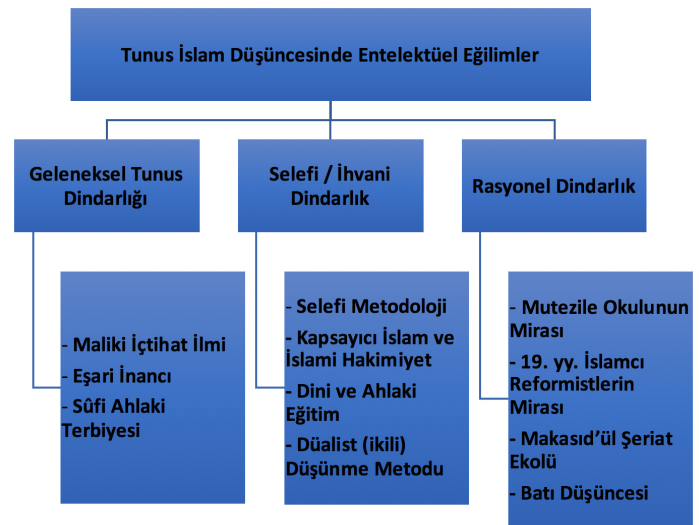 Tunus İslam Düşüncesinde Entelektüel Eğilimler
Geleneksel Tunus
Dindarlığı
Selefi / İhvani
Dindarlık
Rasyonel Dindarlık
- Maliki İçtihat İlmi
- Eşari İnancı
- Sûfi Ahlaki
Terbiyesi
- Selefi Metodoloji
- Kapsayıcı İslam ve
İslami Hakimiyet
- Dini ve Ahlaki
Eğitim
- Düalist (ikili)
Düşünme Metodu
- Mutezile Okulunun
Mirası
- 19. yy. İslamcı
Reformistlerin
Mirası
- Makasıd’ül Şeriat
Ekolü
- Batı Düşüncesi